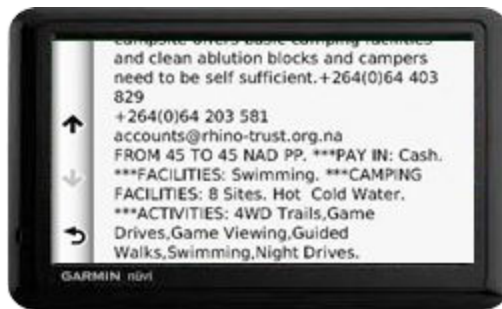 campsite offers basic camping facilities
and clean ablution blocks and campers
need to be self sufficient.+264(0)64 403
829
+264(0)64 203 581
accounts@rhino-trust.org.na
FROM 45 TO 45 NAD PP. ***PAY IN: Cash.
***FACILITIES: Swimming. ***CAMPING
FACILITIES: 8 Sites. Hot Cold Water.
***ACTIVITIES: 4WD Trails,Game
Drives,Game Viewing,Guided
Walks,Swimming,Night Drives.
GARMIN nüvi